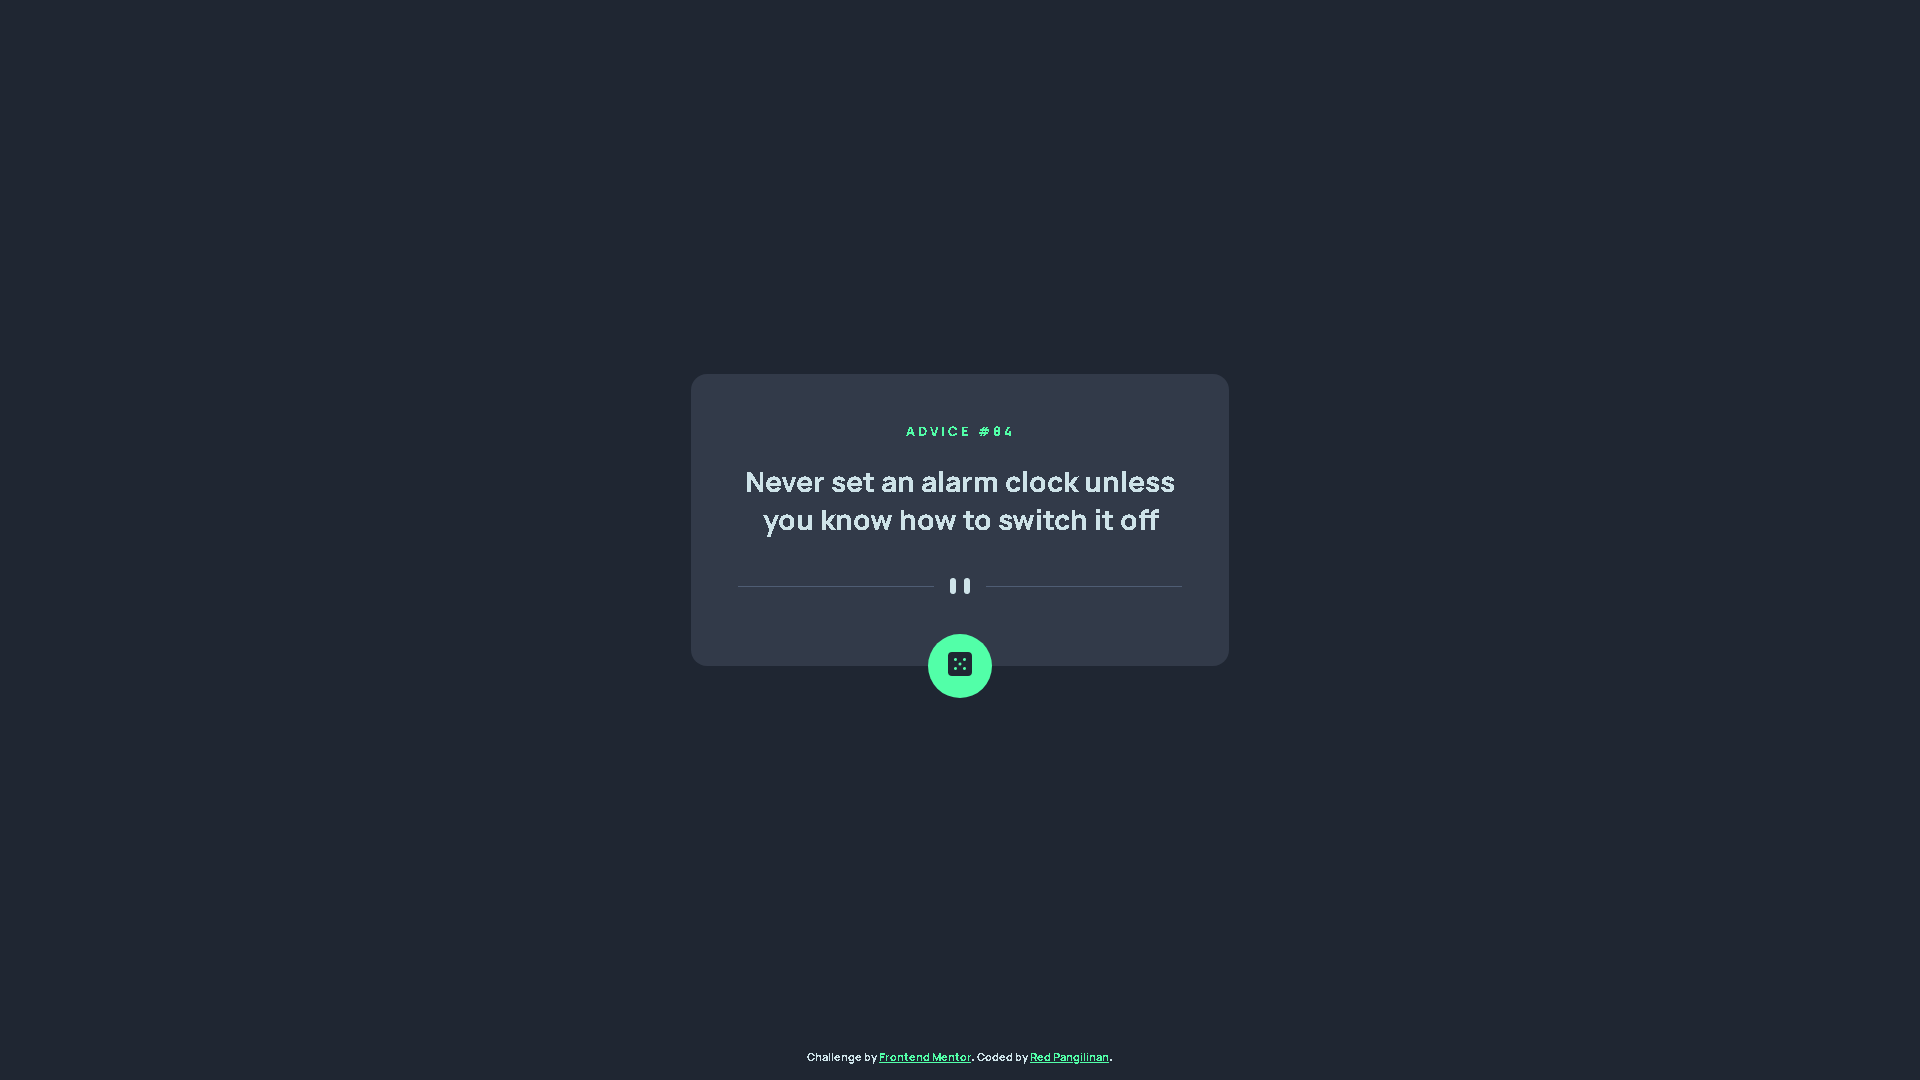 ADVICE #84
Never set an alarm clock unless
you know how to switch it off
Challenge by Frontend Mentor. Coded by Red Pangilinan.